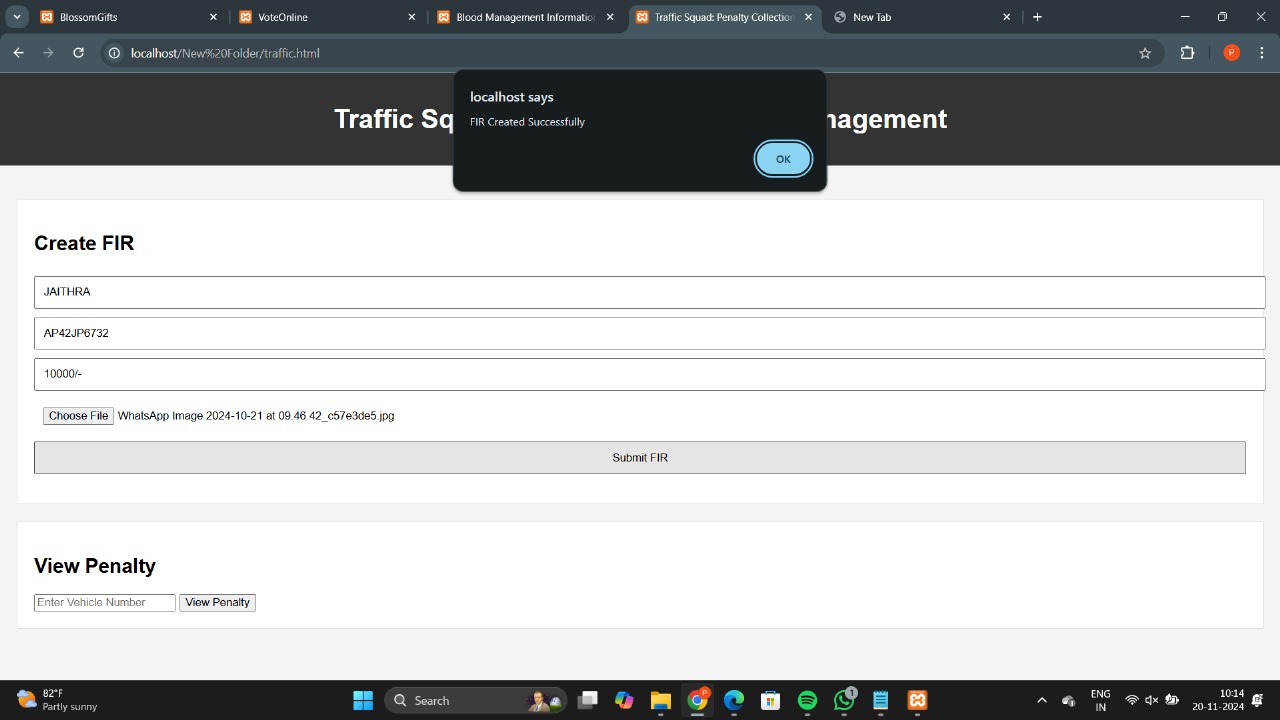 BlossomGifts
VoteOnline
Blood Management Information
Traffic Squad: Penalty Collection
New Tab
localhost/New%20Folder/traffic.html
P
localhost says
FIR Created Successfully
OK
Traffic Sq
nagement
Create FIR
JAITHRA
AP42JP6732
10000/-
Choose File WhatsApp Image 2024-10-21 at 09.46.42_c57e3de5.jpg
Submit FIR
View Penalty
Enter Vehicle Number View Penalty
82°F
Partly sunny
Search
P
1
ENG
IN
10:14
20-11-2024